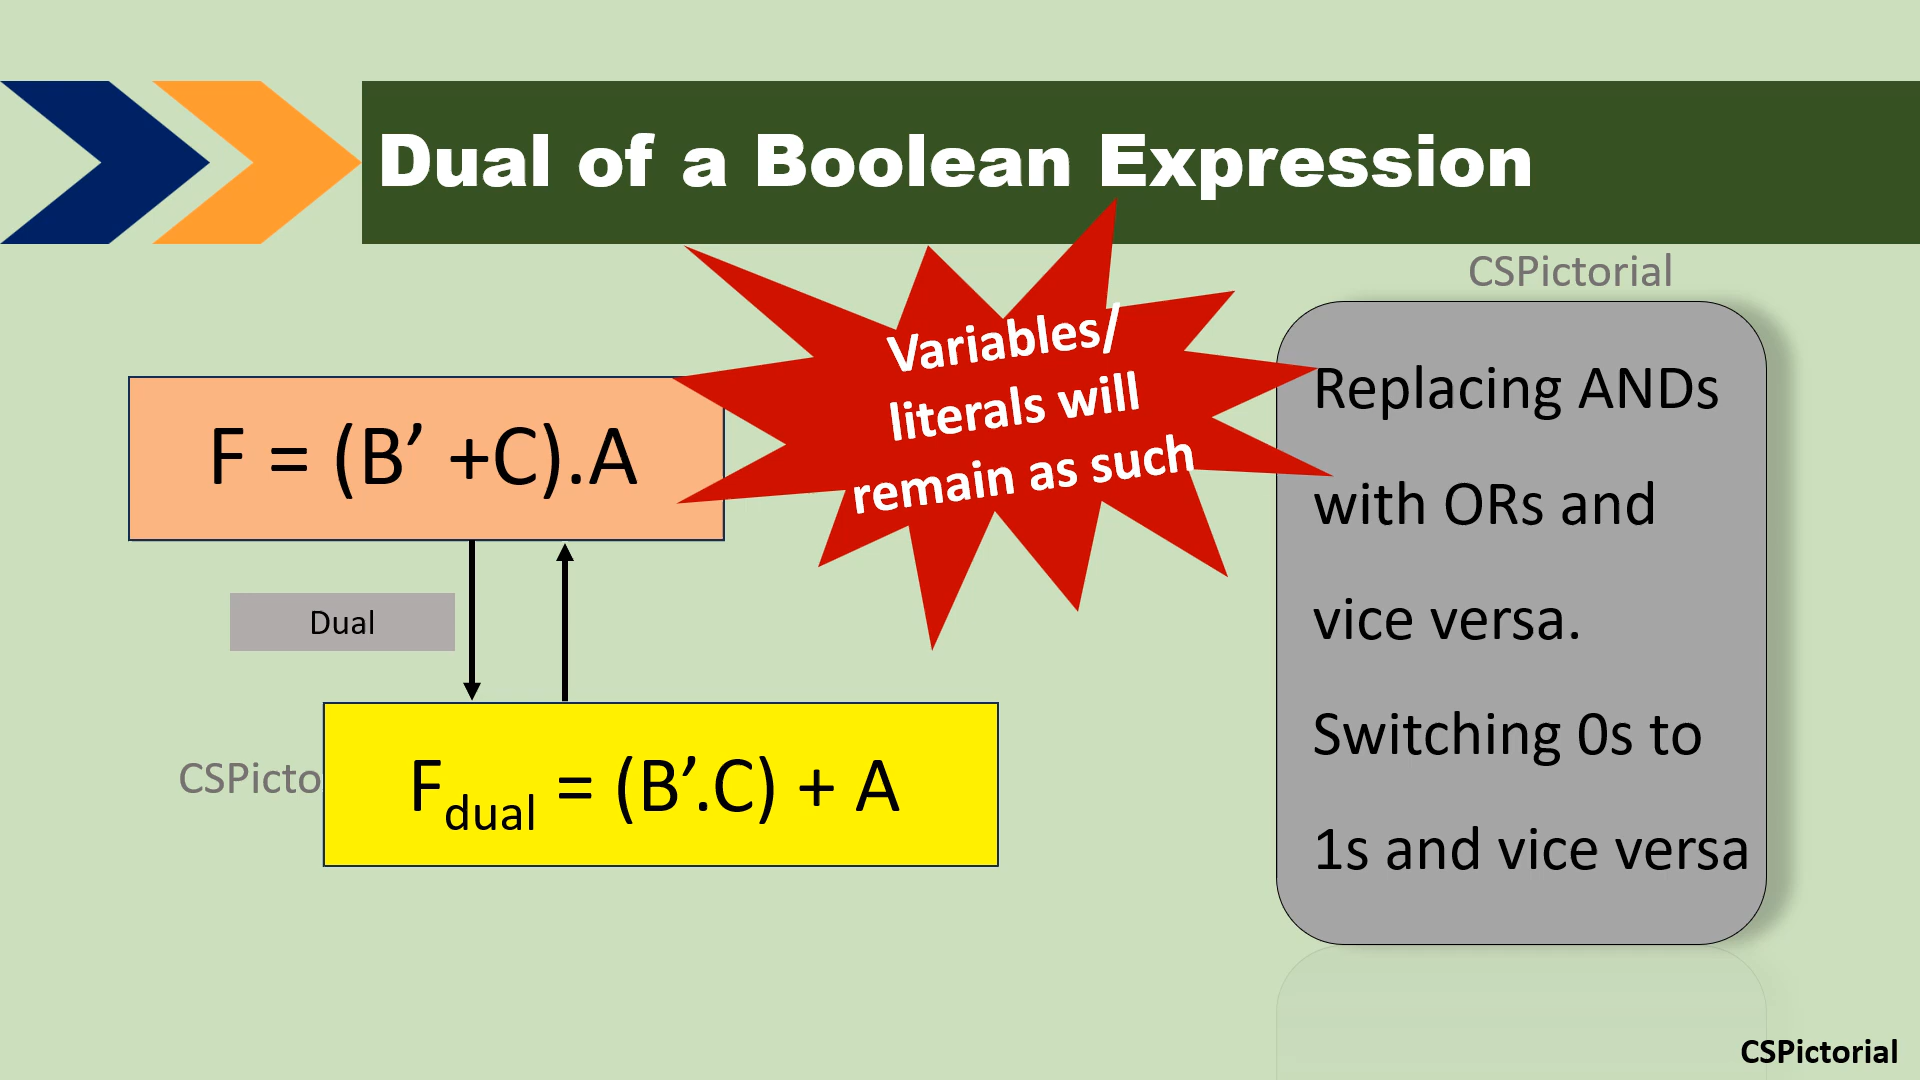 Dual of a Boolean Expression
CSPictorial
F = (B’ +C).A
Variables/
literals will
remain as such
Replacing ANDs
with ORs and
vice versa.
Switching 0s to
1s and vice versa
Dual
CSPicto
Fdual = (B’.C) + A
CSPictorial